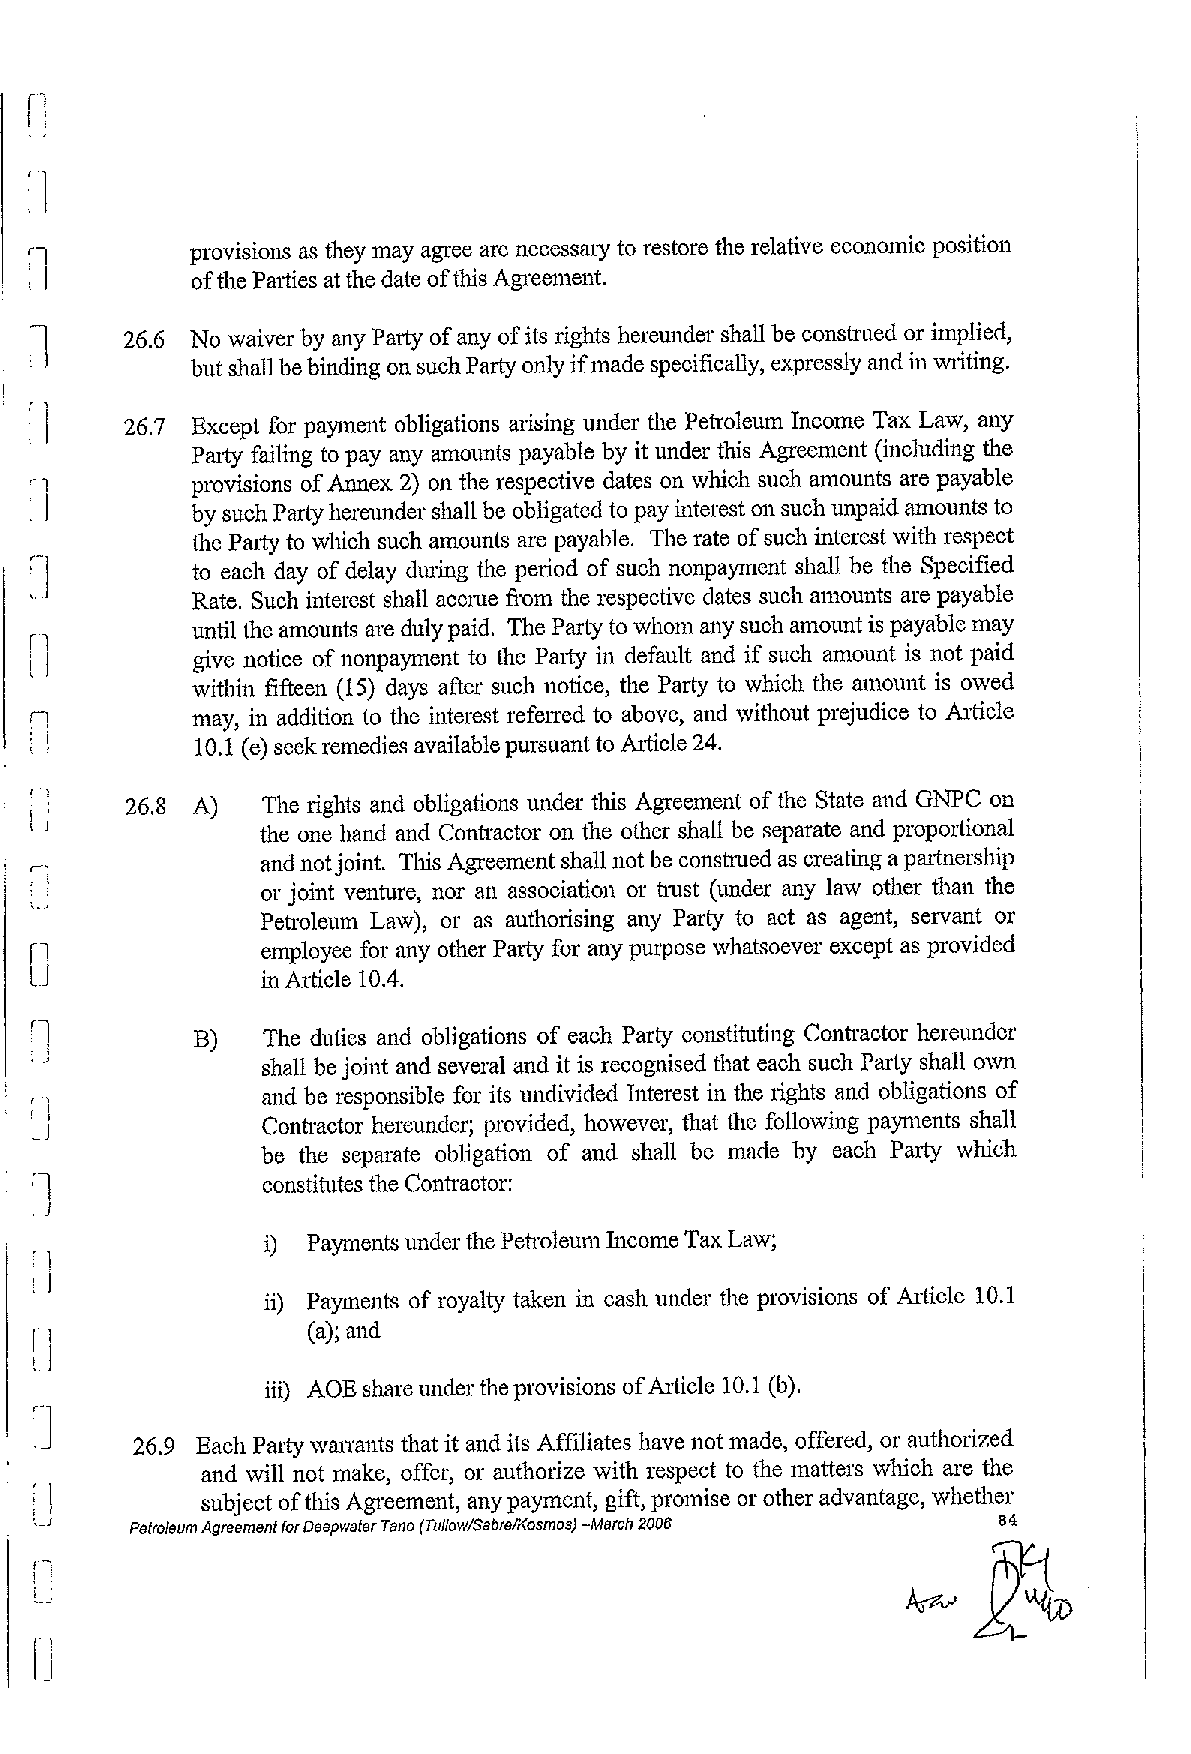 provisions as they may agree are necessary to restore the relative economic position
of the Parties at the date of this Agreement.
26.6 No waiver by any Party of any of its rights hereunder shall be construed or implied,
but shall be binding on such Party only if made specifically, expressly and in writing.
26.7 Except for payment obligations arising under the Petroleum Income Tax Law, any
Party failing to pay any amounts payable by it under this Agreement (including the
provisions of Annex 2) on the respective dates on which such amounts are payable
by such Party hereunder shall be obligated to pay interest on such unpaid amounts to
the Party to which such amounts are payable. The rate of such interest with respect
to each day of delay during the period of such nonpayment shall be the Specified
Rate. Such interest shall accrue from the respective dates such amounts are payable
until the amounts are duly paid. The Party to whom any such amount is payable may
give notice of nonpayment to the Party in default and if such amount is not paid
within fifteen (15) days after such notice, the Party to which the amount is owed
may, in addition to the interest referred to above, and without prejudice to Article
10.1 (e) seek remedies available pursuant to Article 24.
26.8 A) The rights and obligations under this Agreement of the State and GNPC on
the one hand and Contractor on the other shall be separate and proportional
and not joint. This Agreement shall not be construed as creating a partnership
or joint venture, nor an association or trust (under any law other than the
Petroleum Law), or as authorising any Party to act as agent, servant or
employee for any other Party for any purpose whatsoever except as provided
in Article 10.4.
B) The duties and obligations of each Party constituting Contractor hereunder
shall be joint and several and it is recognised that each such Party shall own
and be responsible for its undivided Interest in the rights and obligations of
Contractor hereunder; provided, however, that the following payments shall
be the separate obligation of and shall be made by each Party which
constitutes the Contractor:
i) Payments under the Petroleum Income Tax Law;
ii) Payments of royalty taken in cash under the provisions of Article 10.1
(a); and
iii) AOE share under the provisions of Article 10.1 (b).
26.9 Each Party warrants that it and its Affiliates have not made, offered, or authorized
and will not make, offer, or authorize with respect to the matters which are the
subject of this Agreement, any payment, gift, promise or other advantage, whether
Petroleum Agreement for Deepwater Tano (Tullow/Sabre/Kosmos) –March 2006 84